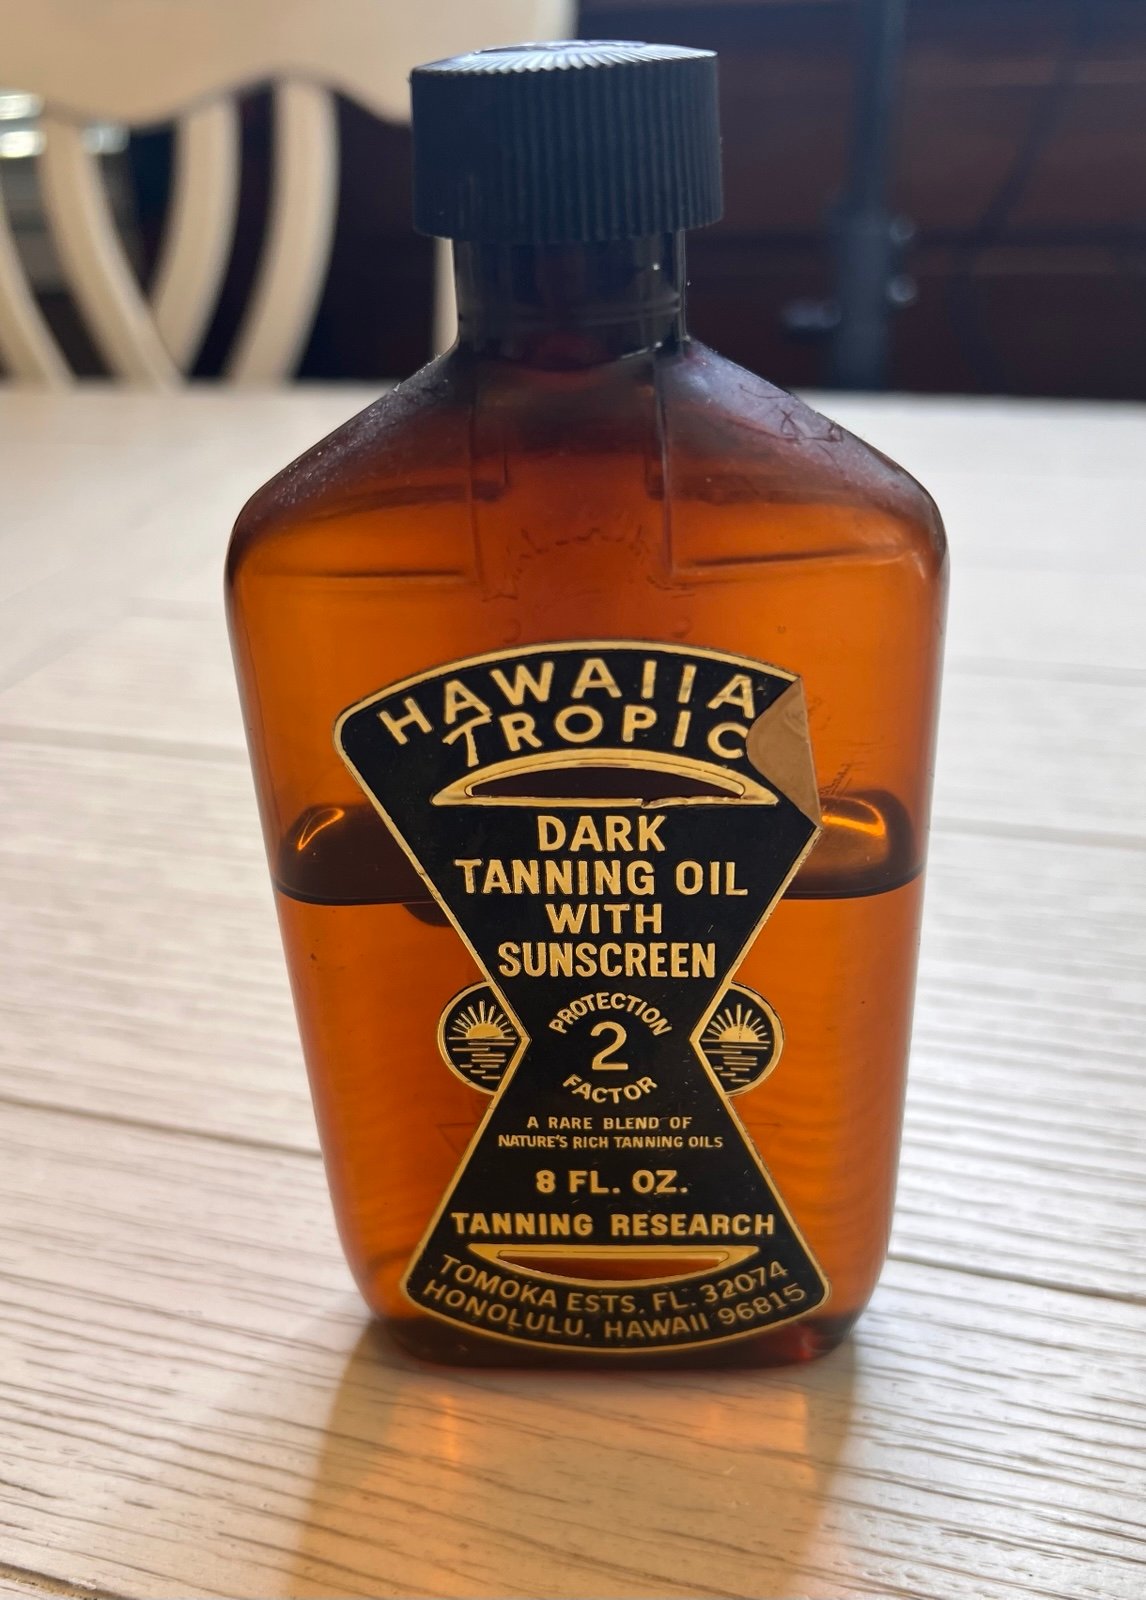 HAWAIIA
TROPIC
DARK
TANNING OIL
WITH
SUNSCREEN
PROTECTION
2
FACTOR
A RARE BLEND OF
NATURE'S RICH TANNING OILS
8 FL. OZ.
TANNING RESEARCH
TOMOKA ESTS. FL. 32074
HONOLULU, HAWAII 96815